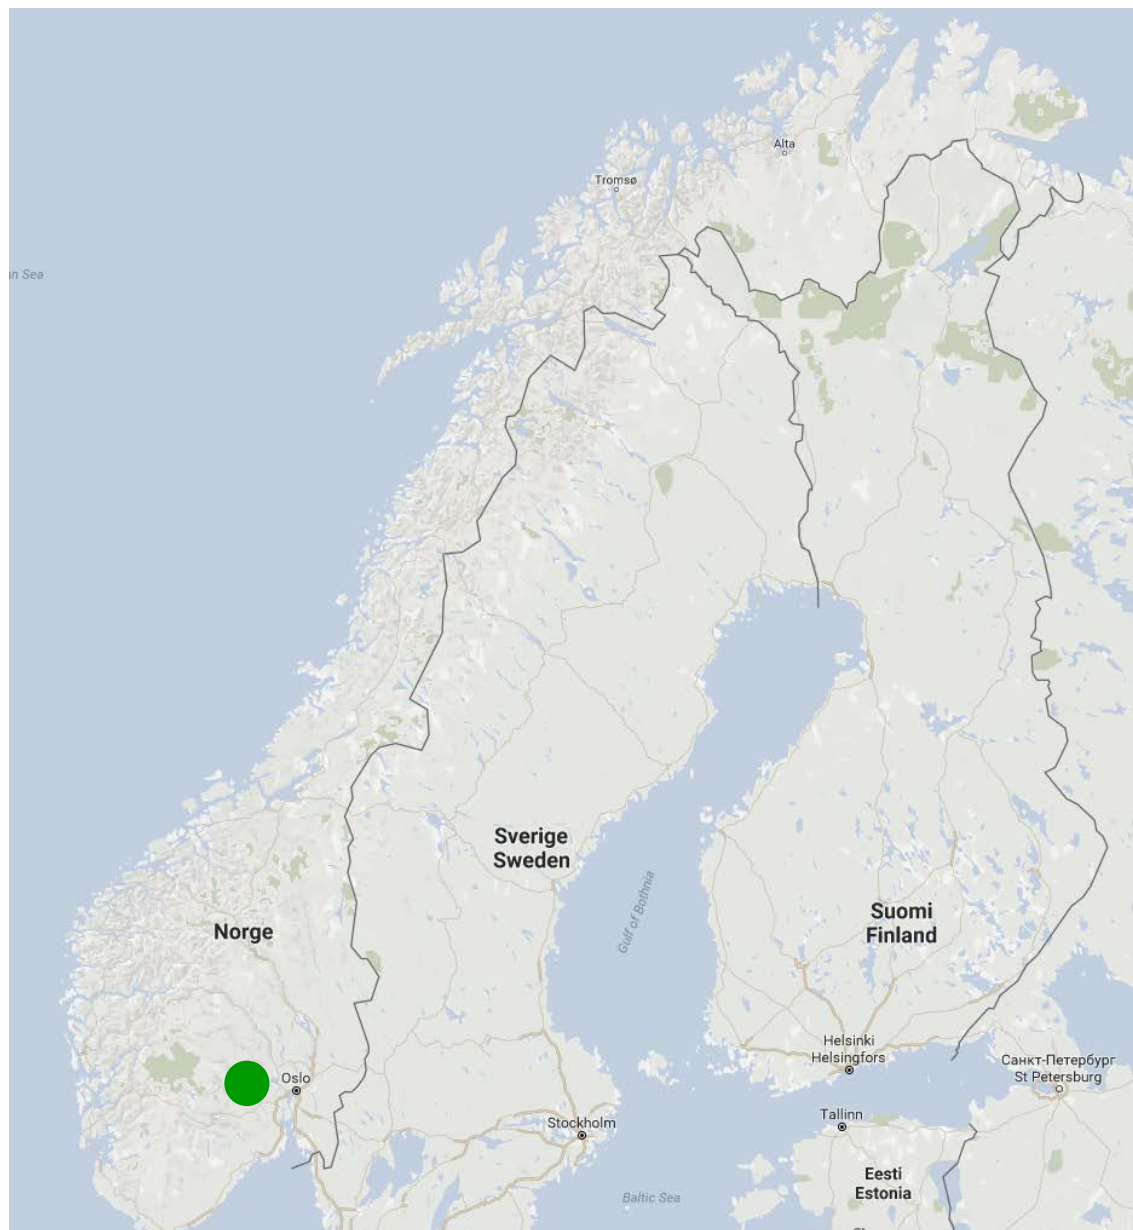 Alta
Tromsø
an Sea
Sverige
Sweden
Gulf of Bothnia
Suomi
Finland
Norge
Helsinki
Helsingfors
Санкт-Петербург
St Petersburg
Oslo
Stockholm
Tallinn
Eesti
Estonia
Baltic Sea